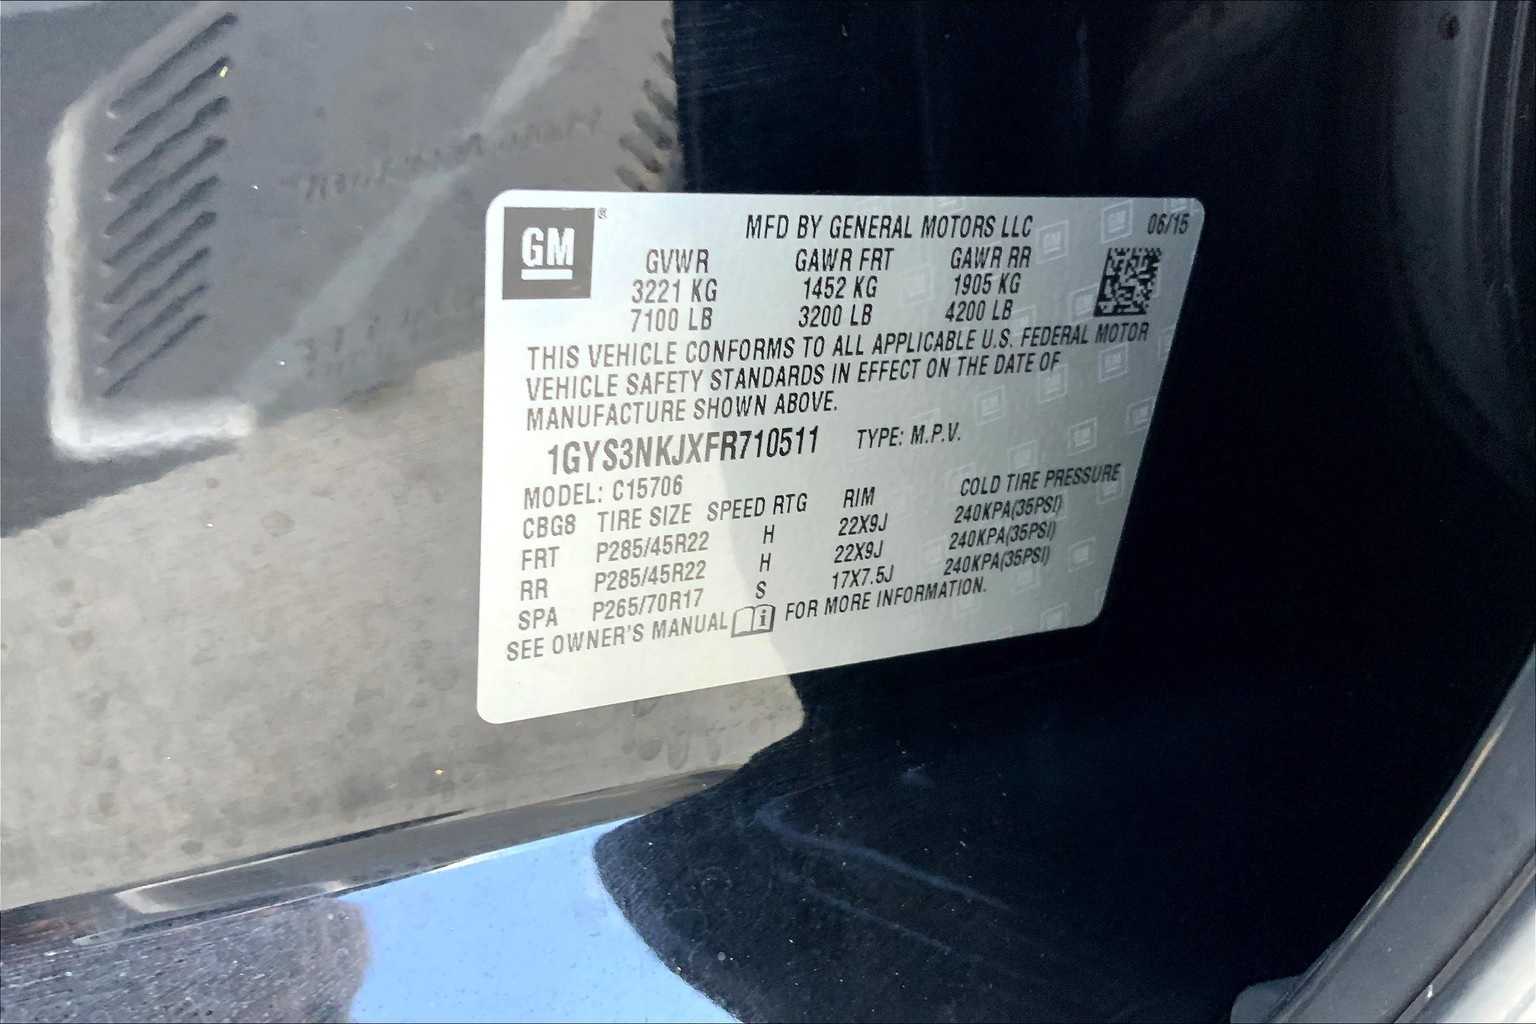 GM ®
MFD BY GENERAL MOTORS LLC 06/15
GVWR GAWR FRT GAWR RR
3221 KG 1452 KG 1905 KG
7100 LB 3200 LB 4200 LB
THIS VEHICLE CONFORMS TO ALL APPLICABLE U.S. FEDERAL MOTOR
VEHICLE SAFETY STANDARDS IN EFFECT ON THE DATE OF
MANUFACTURE SHOWN ABOVE.
1GYS3NKJXFR710511 TYPE: M.P.V.
MODEL: C15706
CBG8 TIRE SIZE SPEED RTG RIM COLD TIRE PRESSURE
FRT P285/45R22 H 22X9J 240KPA(35PSI)
RR P285/45R22 H 22X9J 240KPA(35PSI)
SPA P265/70R17 S 17X7.5J 240KPA(35PSI)
SEE OWNER'S MANUAL i FOR MORE INFORMATION.